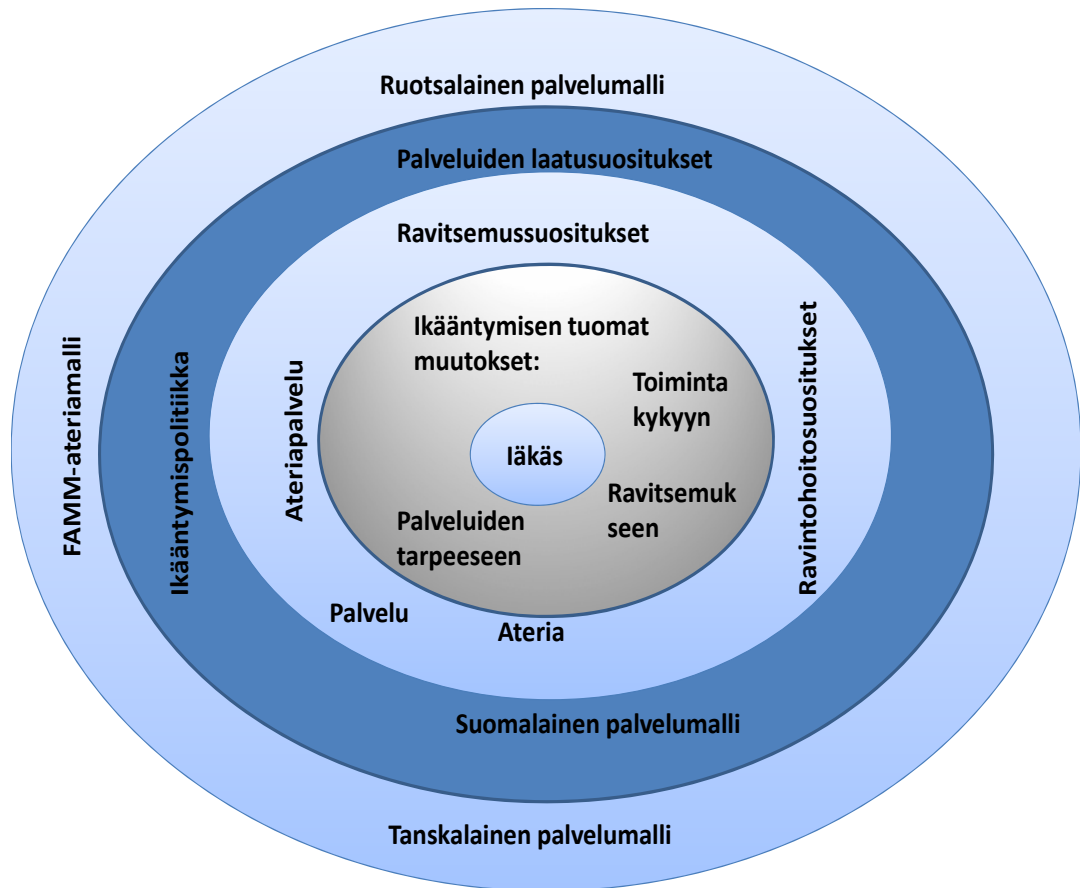 Ruotsalainen palvelumalli
Palveluiden laatusuositukset
Ravitsemussuositukset
Ikääntymisen tuomat
muutokset:
Toiminta
kykyyn
Iäkäs
Ravitsemuk
seen
Palveluiden
tarpeeseen
FAMM-ateriamalli
Ikääntymispolitiikka
Ateriapalvelu
Ravintohoitosuositukset
Palvelu
Ateria
Suomalainen palvelumalli
Tanskalainen palvelumalli